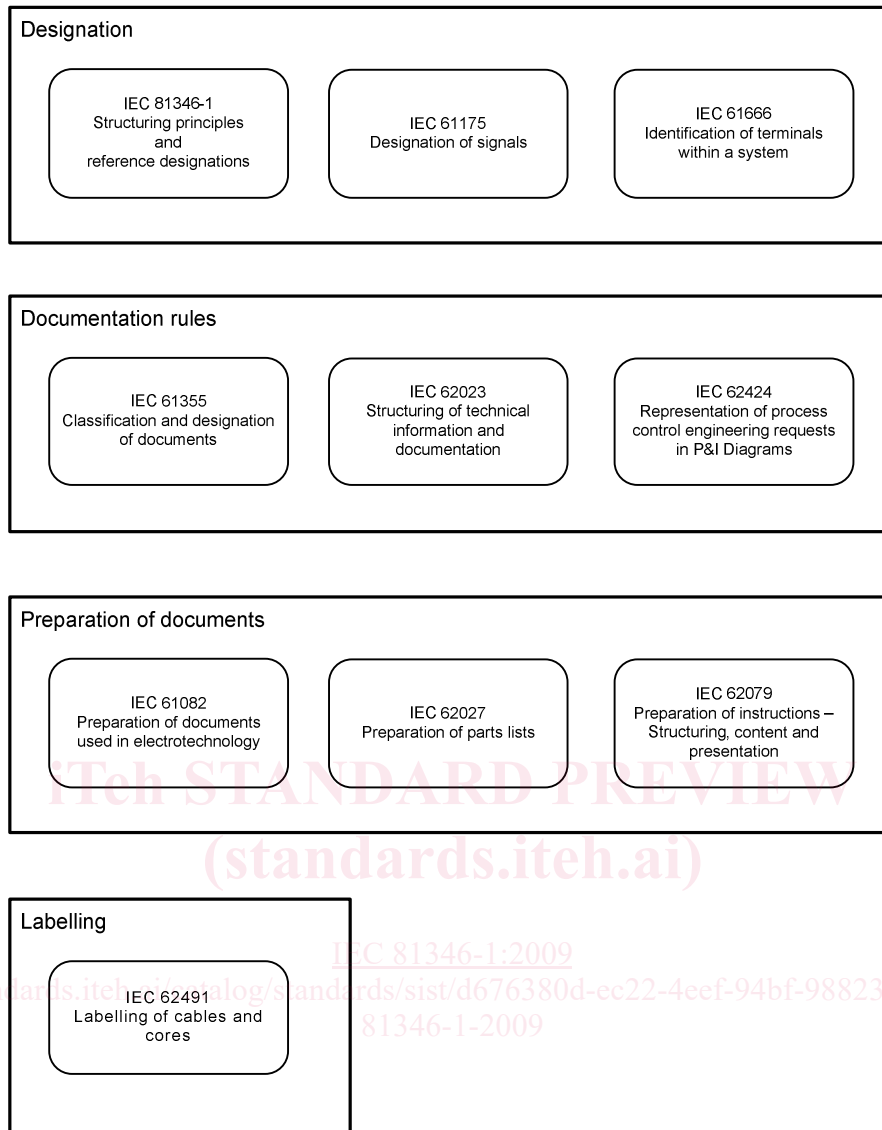 Designation
IEC 81346-1
Structuring principles
and
reference designations
IEC 61175
Designation of signals
IEC 61666
Identification of terminals
within a system
Documentation rules
IEC 61355
Classification and designation
of documents
IEC 62023
Structuring of technical
information and
documentation
IEC 62424
Representation of process
control engineering requests
in P&I Diagrams
Preparation of documents
IEC 61082
Preparation of documents
used in electrotechnology
IEC 62027
Preparation of parts lists
IEC 62079
Preparation of instructions –
Structuring, content and
presentation
iTeh STANDARD PREVIEW
(standards.iteh.ai)
Labelling
IEC 62491
Labelling of cables and
cores
IEC 81346-1:2009
ndards.iteh.ai/catalog/standards/sist/d676380d-ec22-4eef-94bf-98823
81346-1-2009